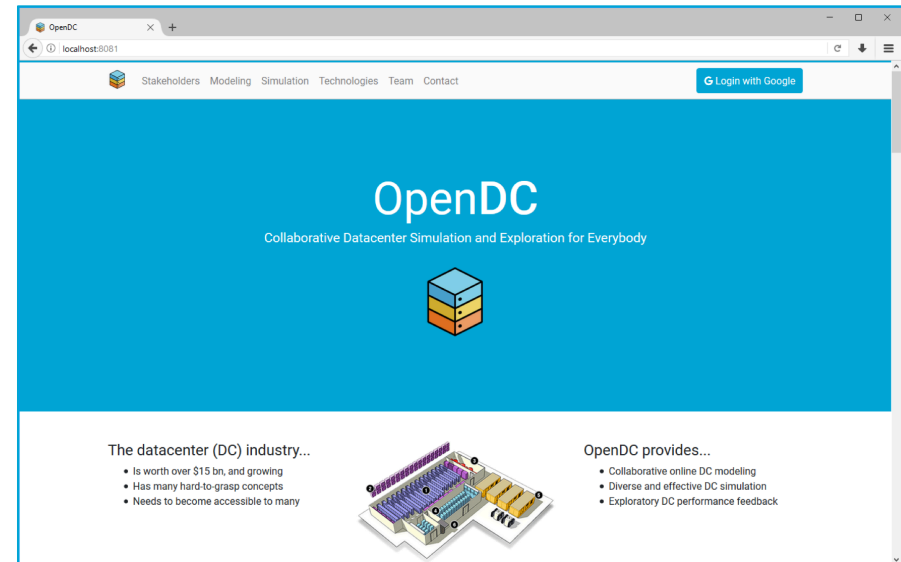 OpenDC
localhost:8081
Stakeholders Modeling Simulation Technologies Team Contact
G Login with Google
OpenDC
Collaborative Datacenter Simulation and Exploration for Everybody
The datacenter (DC) industry...
Is worth over $15 bn, and growing
Has many hard-to-grasp concepts
Needs to become accessible to many
OpenDC provides...
Collaborative online DC modeling
Diverse and effective DC simulation
Exploratory DC performance feedback